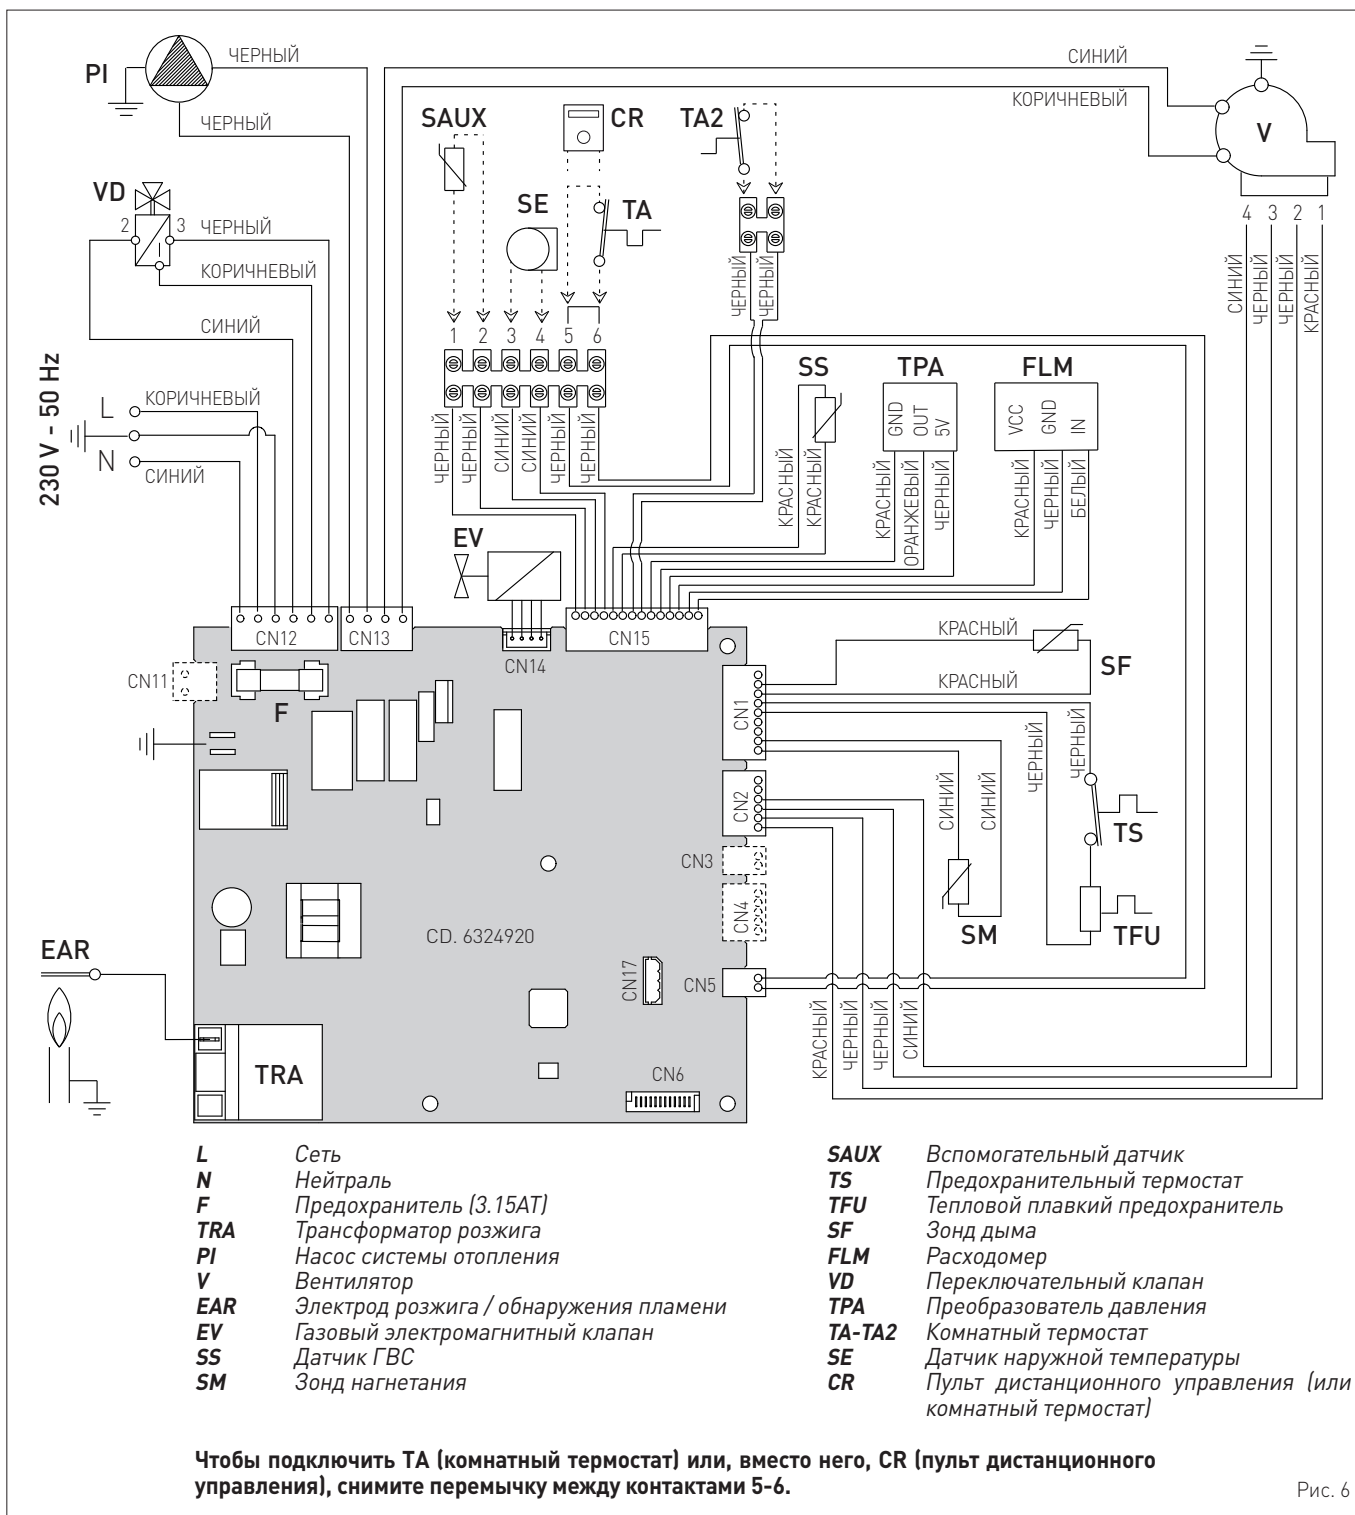 PI
ЧЕРНЫЙ
ЧЕРНЫЙ
СИНИЙ
КОРИЧНЕВЫЙ
V
4 3 2 1
СИНИЙ
ЧЕРНЫЙ
ЧЕРНЫЙ
КРАСНЫЙ
SAUX
CR
TA2
SE
TA
VD
2 3
ЧЕРНЫЙ
КОРИЧНЕВЫЙ
СИНИЙ
230 V - 50 Hz
L
КОРИЧНЕВЫЙ
N
СИНИЙ
1 2 3 4 5 6
ЧЕРНЫЙ
ЧЕРНЫЙ
СИНИЙ
СИНИЙ
ЧЕРНЫЙ
ЧЕРНЫЙ
ЧЕРНЫЙ
ЧЕРНЫЙ
SS
КРАСНЫЙ
КРАСНЫЙ
TPA
GND
OUT
5V
КРАСНЫЙ
ОРАНЖЕВЫЙ
ЧЕРНЫЙ
FLM
VCC
GND
IN
КРАСНЫЙ
ЧЕРНЫЙ
БЕЛЫЙ
EV
CN12
CN13
CN14
CN15
CN11
F
CN1
КРАСНЫЙ
КРАСНЫЙ
SF
ЧЕРНЫЙ
ЧЕРНЫЙ
СИНИЙ
СИНИЙ
TS
TFU
SM
CN2
CN3
CN4
CN5
CD. 6324920
CN17
CN6
EAR
TRA
КРАСНЫЙ
ЧЕРНЫЙ
ЧЕРНЫЙ
СИНИЙ
L Сеть
N Нейтраль
F Предохранитель (3.15AT)
TRA Трансформатор розжига
PI Насос системы отопления
V Вентилятор
EAR Электрод розжига / обнаружения пламени
EV Газовый электромагнитный клапан
SS Датчик ГВС
SM Зонд нагнетания
SAUX Вспомогательный датчик
TS Предохранительный термостат
TFU Тепловой плавкий предохранитель
SF Зонд дыма
FLM Расходомер
VD Переключательный клапан
TPA Преобразователь давления
TA-TA2 Комнатный термостат
SE Датчик наружной температуры
CR Пульт дистанционного управления (или
комнатный термостат)
Чтобы подключить TA (комнатный термостат) или, вместо него, CR (пульт дистанционного
управления), снимите перемычку между контактами 5-6.
Рис. 6